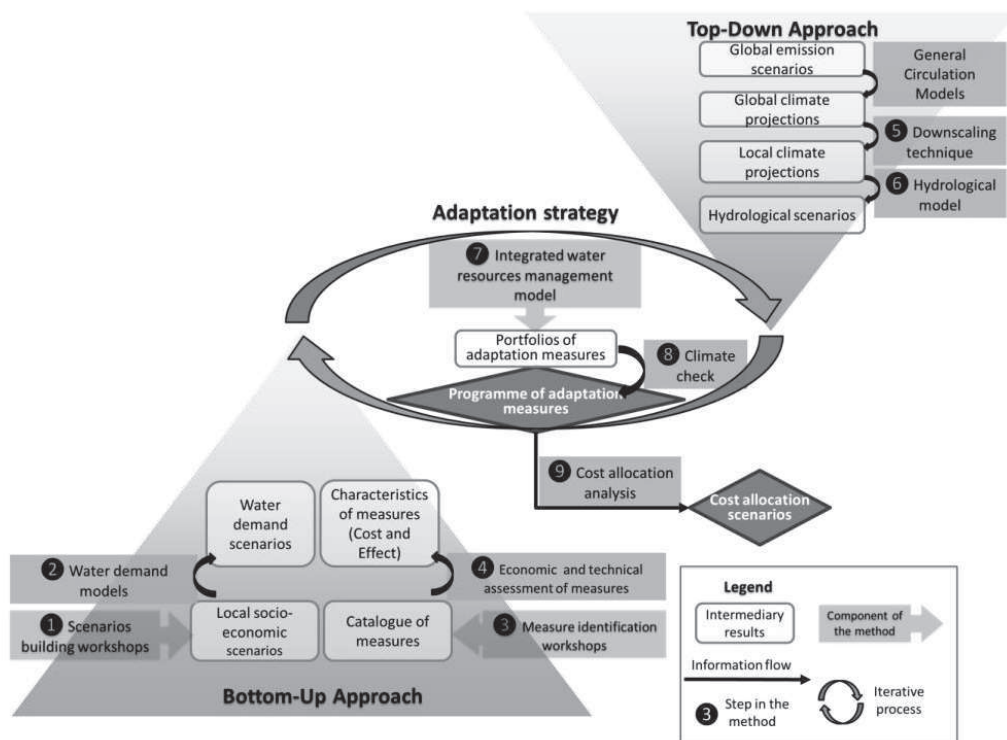 Top-Down Approach
Global emission
scenarios
General
Circulation
Models
Global climate
projections
5 Downscaling
technique
Local climate
projections
6 Hydrological
model
Hydrological scenarios
Adaptation strategy
7 Integrated water
resources management
model
Portfolios of
adaptation measures
8 Climate
check
Programme of adaptation
measures
9 Cost allocation
analysis
Cost allocation
scenarios
Water
demand
scenarios
Characteristics
of measures
(Cost and
Effect)
2 Water demand
models
4 Economic and technical
assessment of measures
1 Scenarios
building workshops
Local socio-
economic
scenarios
Catalogue of
measures
3 Measure identification
workshops
Bottom-Up Approach
Legend
Intermediary
results
Component of
the method
Information flow
3 Step in the
method
Iterative
process